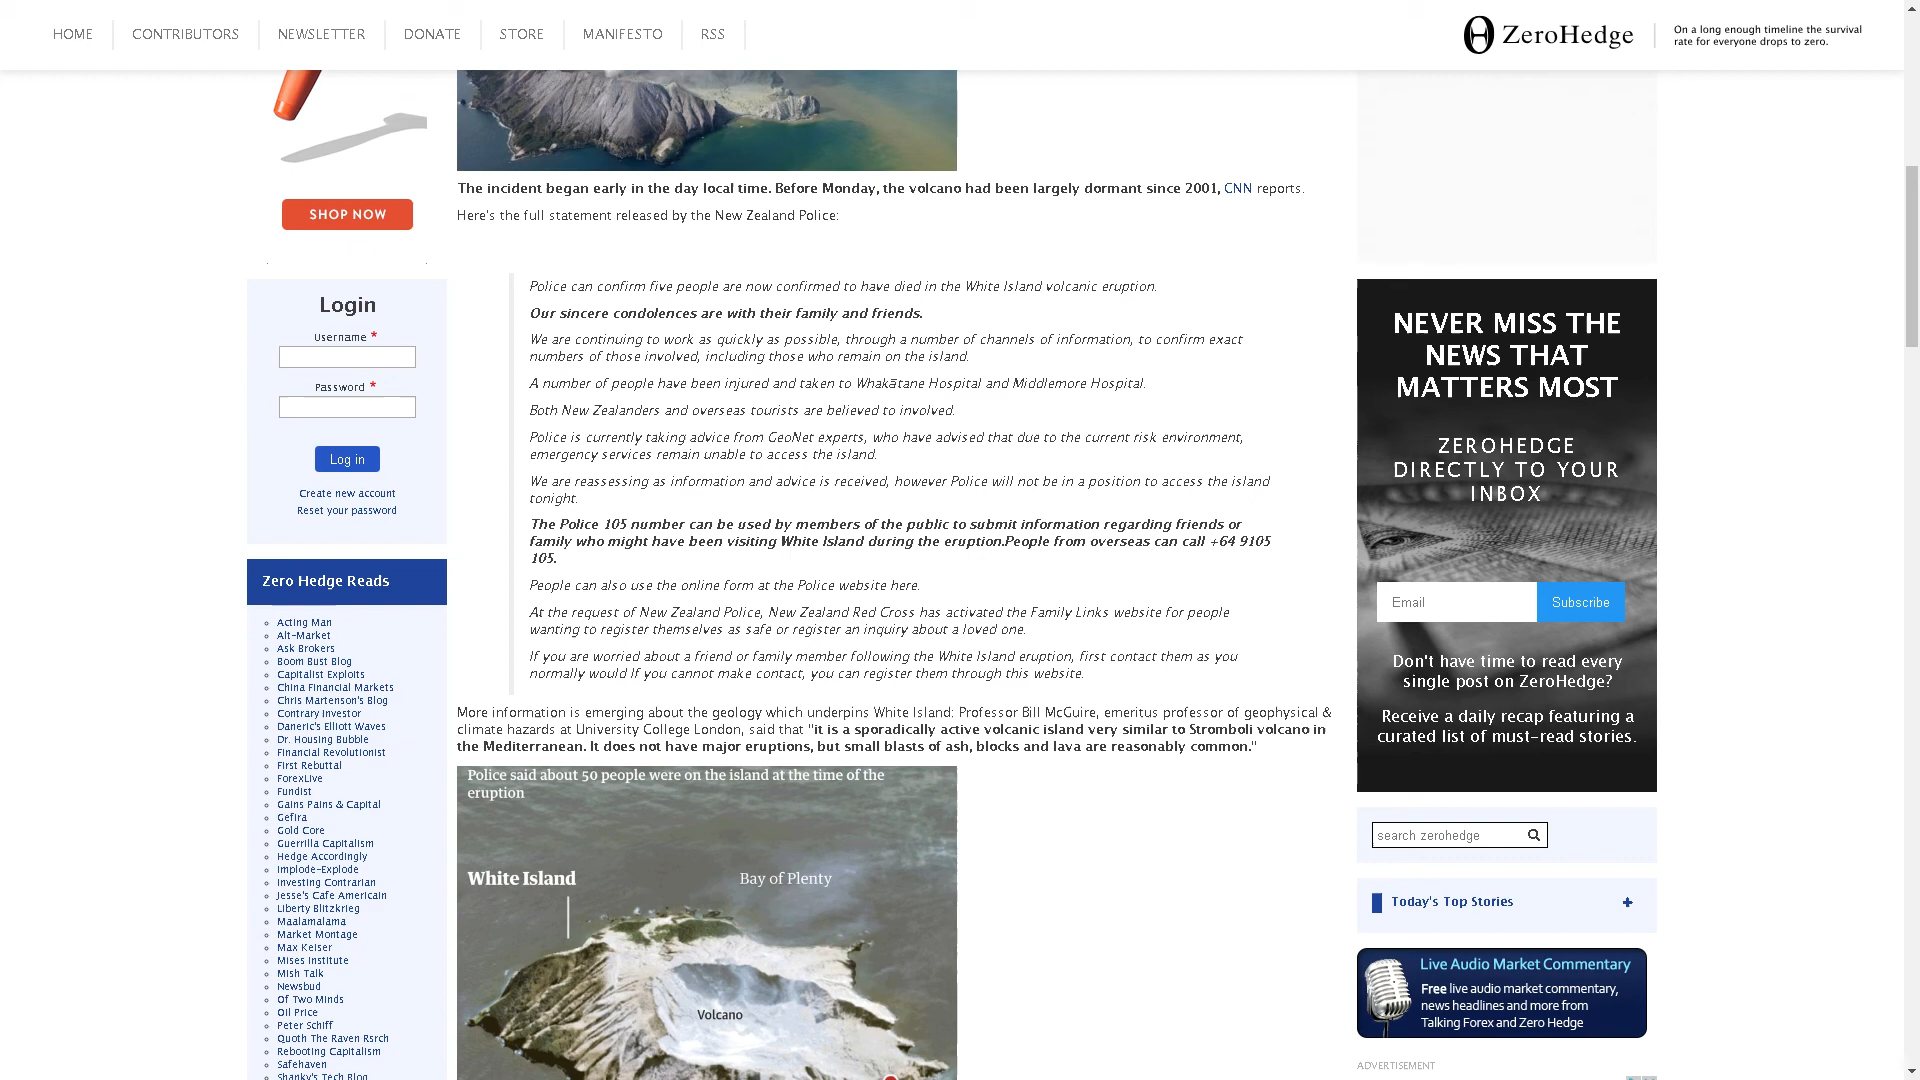 HOME
CONTRIBUTORS
NEWSLETTER
DONATE
STORE
MANIFESTO
RSS
ZeroHedge
On a long enough timeline the survival
rate for everyone drops to zero.
SHOP NOW
Login
Username *
Password *
Log in
Create new account
Reset your password
Zero Hedge Reads
Acting Man
Alt-Market
Ask Brokers
Boom Bust Blog
Capitalist Exploits
China Financial Markets
Chris Martenson's Blog
Contrary Investor
Daneric's Elliott Waves
Dr. Housing Bubble
Financial Revolutionist
First Rebuttal
ForexLive
Fundist
Gains Pains & Capital
Gefira
Gold Core
Guerrilla Capitalism
Hedge Accordingly
Implode-Explode
Investing Contrarian
Jesse's Cafe Americain
Liberty Blitzkrieg
Maalamalama
Market Montage
Max Keiser
Mises Institute
Mish Talk
Newsbud
Of Two Minds
Oil Price
Peter Schiff
Quoth The Raven Rsrch
Rebooting Capitalism
Safehaven
Shanky's Tech Blog
The incident began early in the day local time. Before Monday, the volcano had been largely dormant since 2001, CNN reports.
Here's the full statement released by the New Zealand Police:
Police can confirm five people are now confirmed to have died in the White Island volcanic eruption.
Our sincere condolences are with their family and friends.
We are continuing to work as quickly as possible, through a number of channels of information, to confirm exact
numbers of those involved, including those who remain on the island.
A number of people have been injured and taken to Whakātane Hospital and Middlemore Hospital.
Both New Zealanders and overseas tourists are believed to involved.
Police is currently taking advice from GeoNet experts, who have advised that due to the current risk environment,
emergency services remain unable to access the island.
We are reassessing as information and advice is received, however Police will not be in a position to access the island
tonight.
The Police 105 number can be used by members of the public to submit information regarding friends or
family who might have been visiting White Island during the eruption.People from overseas can call +64 9105
105.
People can also use the online form at the Police website here.
At the request of New Zealand Police, New Zealand Red Cross has activated the Family Links website for people
wanting to register themselves as safe or register an inquiry about a loved one.
If you are worried about a friend or family member following the White Island eruption, first contact them as you
normally would If you cannot make contact, you can register them through this website.
More information is emerging about the geology which underpins White Island: Professor Bill McGuire, emeritus professor of geophysical &
climate hazards at University College London, said that "it is a sporadically active volcanic island very similar to Stromboli volcano in
the Mediterranean. It does not have major eruptions, but small blasts of ash, blocks and lava are reasonably common."
Police said about 50 people were on the island at the time of the
eruption
White Island
Bay of Plenty
Volcano
NEVER MISS THE
NEWS THAT
MATTERS MOST
ZEROHEDGE
DIRECTLY TO YOUR
INBOX
Email
Subscribe
Don't have time to read every
single post on ZeroHedge?
Receive a daily recap featuring a
curated list of must-read stories.
search zerohedge
Today's Top Stories
Live Audio Market Commentary
Free live audio market commentary,
news headlines and more from
Talking Forex and Zero Hedge
ADVERTISEMENT